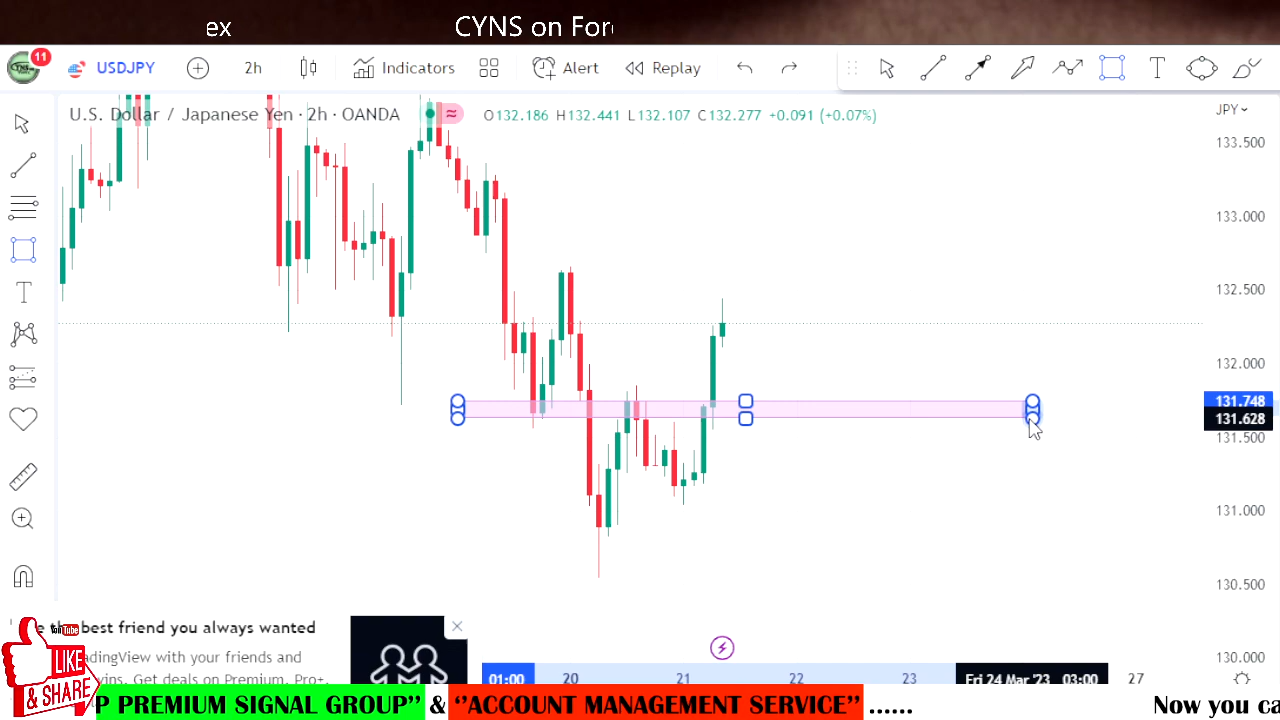 ex CYNS on For
11 USDJPY 2h Indicators Alert Replay
U.S. Dollar / Japanese Yen · 2h · OANDA O132.186 H132.441 L132.107 C132.277 +0.091 (+0.07%) JPY
133.500
133.000
132.500
132.000
131.748
131.628
131.500
131.000
130.500
130.000
the best friend you always wanted
TradingView with your friends and
Get deals on Premium, Pro+,
01:00 20 21 22 23 Fri 24 Mar '23 03:00 27
YouTube
LIKE
& SHARE
P PREMIUM SIGNAL GROUP’’ & ‘‘ACCOUNT MANAGEMENT SERVICE’’ ...... Now you ca